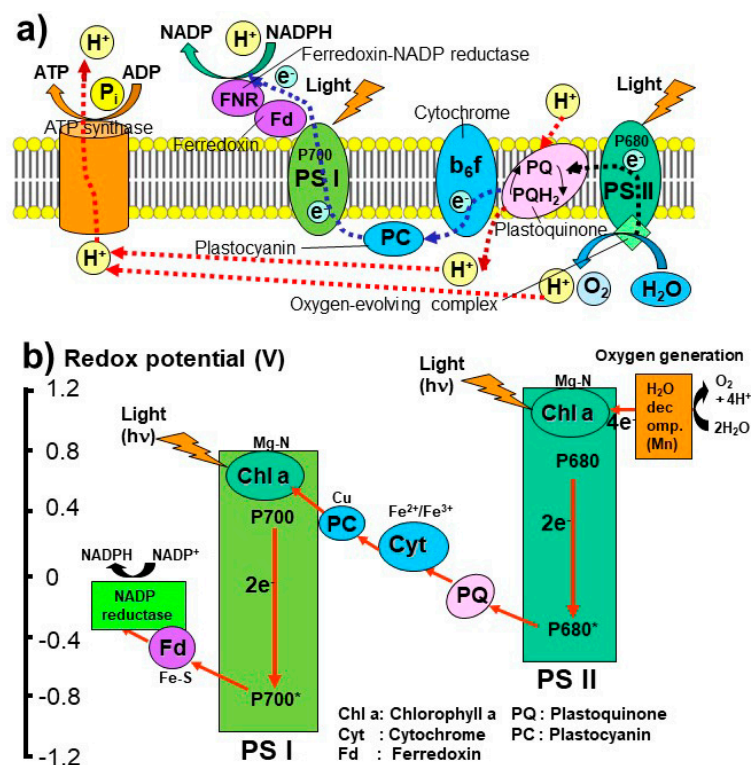 a)
H⁺
NADP
H⁺
NADPH
Ferredoxin-NADP reductase
ATP
ADP
Pᵢ
e⁻
Light
Light
FNR
Cytochrome
H⁺
ATP synthase
Fd
Ferredoxin
P700
PS I
b₆f
PQ
PQH₂
P680
e⁻
PS II
e⁻
e⁻
Plastoquinone
PC
Plastocyanin
H⁺
H⁺
H⁺
O₂
H₂O
Oxygen-evolving complex
b)
Redox potential (V)
1.2
0.8
0.4
0
-0.4
-0.8
-1.2
Light
(hν)
Mg-N
Chl a
P700
2e⁻
P700*
PS I
NADPH
NADP⁺
NADP
reductase
Fd
Fe-S
Cu
PC
Fe²⁺/Fe³⁺
Cyt
PQ
Light
(hν)
Mg-N
Chl a
4e⁻
P680
2e⁻
P680*
PS II
Oxygen generation
H₂O
dec
omp.
(Mn)
O₂
+ 4H⁺
2H₂O
Chl a: Chlorophyll a PQ : Plastoquinone
Cyt : Cytochrome PC : Plastocyanin
Fd : Ferredoxin